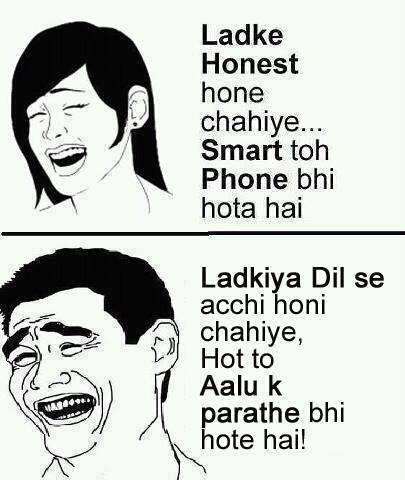 Ladke
Honest
hone
chahiye...
Smart toh
Phone bhi
hota hai
Ladkiya Dil se
acchi honi
chahiye,
Hot to
Aalu k
parathe bhi
hote hai!